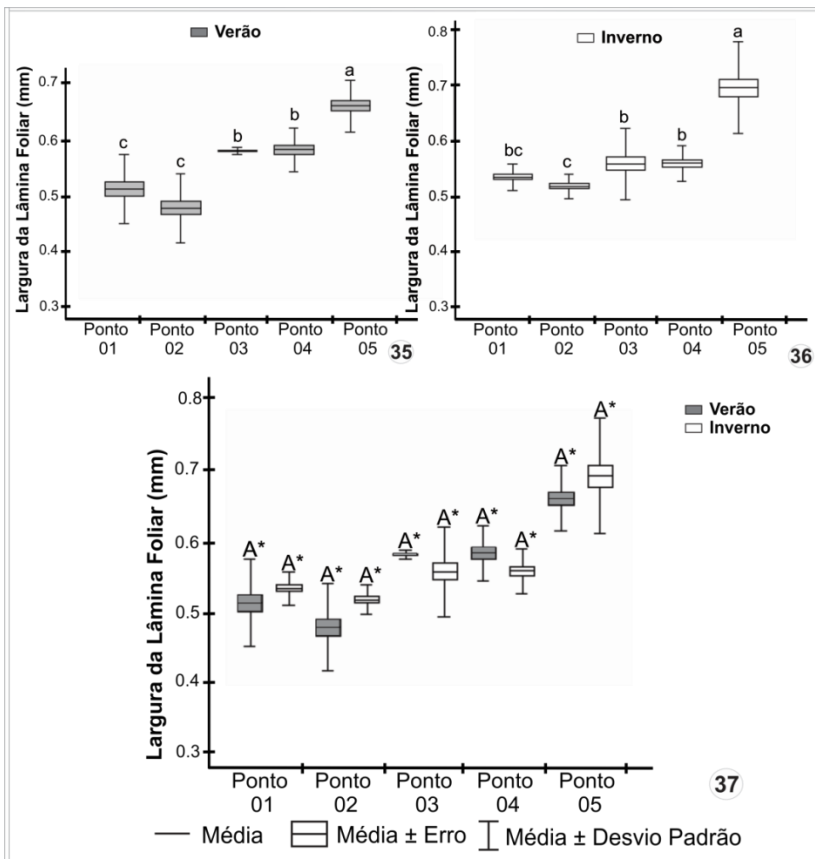 Verão
Largura da Lâmina Foliar (mm)
0.7
0.6
0.5
0.4
0.3
c
c
b
b
a
Ponto 01
Ponto 02
Ponto 03
Ponto 04
Ponto 05
35
Inverno
Largura da Lâmina Foliar (mm)
0.8
0.7
0.6
0.5
0.4
0.3
bc
c
b
b
a
Ponto 01
Ponto 02
Ponto 03
Ponto 04
Ponto 05
36
Verão
Inverno
Largura da Lâmina Foliar (mm)
0.8
0.7
0.6
0.5
0.4
0.3
A*
A*
A*
A*
A*
A*
A*
A*
A*
A*
Ponto 01
Ponto 02
Ponto 03
Ponto 04
Ponto 05
37
Média
Média ± Erro
Média ± Desvio Padrão